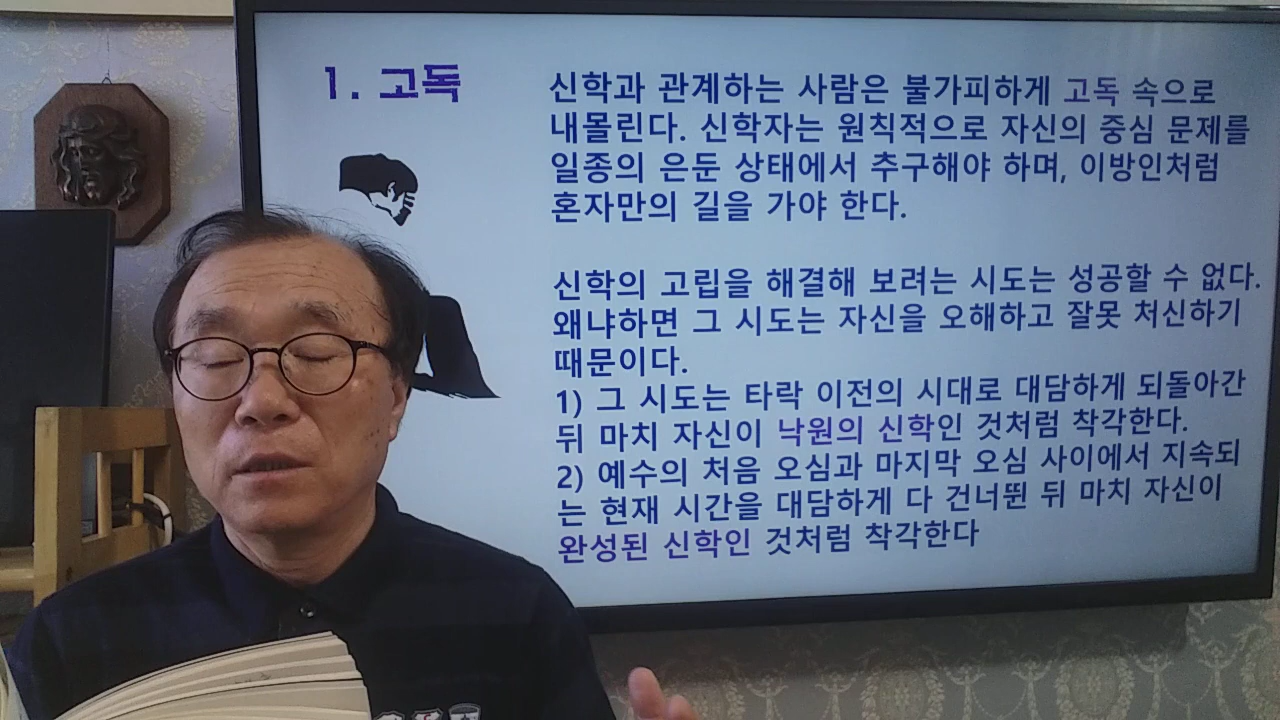 1. 고독
신학과 관계하는 사람은 불가피하게 고독 속으로
내몰린다. 신학자는 원칙적으로 자신의 중심 문제를
일종의 은둔 상태에서 추구해야 하며, 이방인처럼
혼자만의 길을 가야 한다.
신학의 고립을 해결해 보려는 시도는 성공할 수 없다.
왜냐하면 그 시도는 자신을 오해하고 잘못 처신하기
때문이다.
1) 그 시도는 타락 이전의 시대로 대담하게 되돌아간
뒤 마치 자신이 낙원의 신학인 것처럼 착각한다.
2) 예수의 처음 오심과 마지막 오심 사이에서 지속되
는 현재 시간을 대담하게 다 건너뛴 뒤 마치 자신이
완성된 신학인 것처럼 착각한다